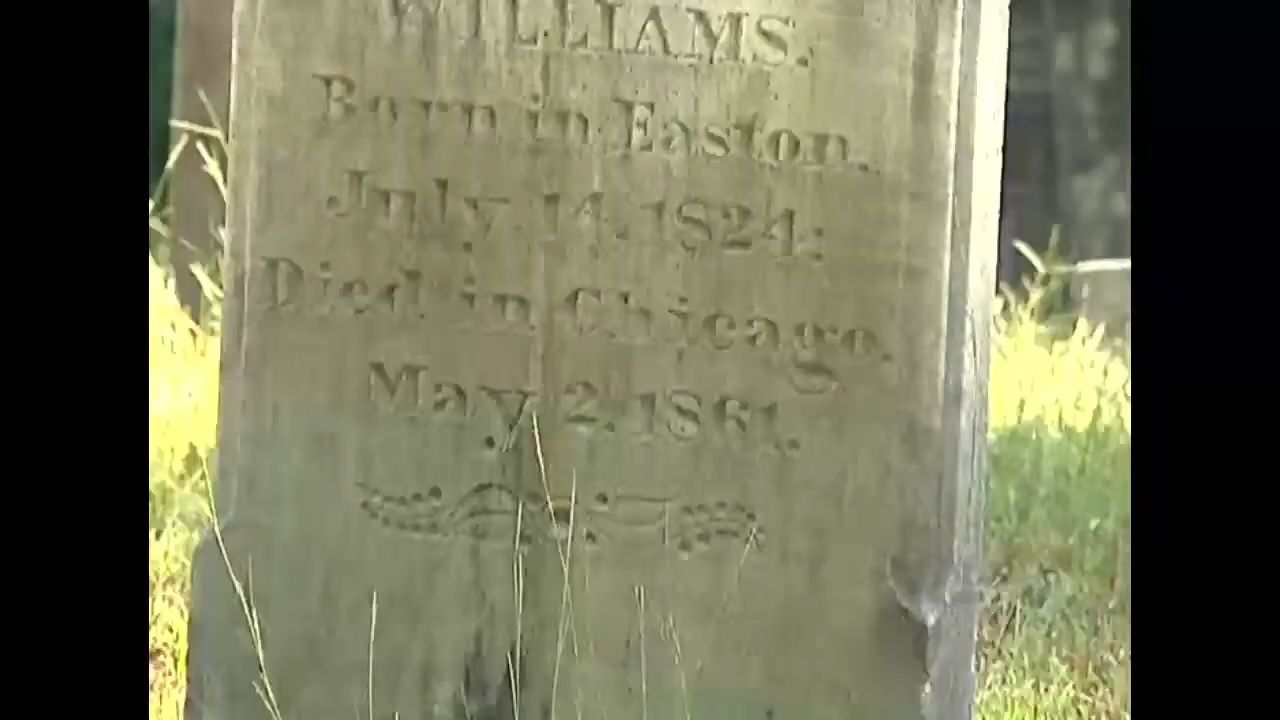 WILLIAMS.
Born in Easton.
July 14. 1824:
Died in Chicago.
May 2. 1861.